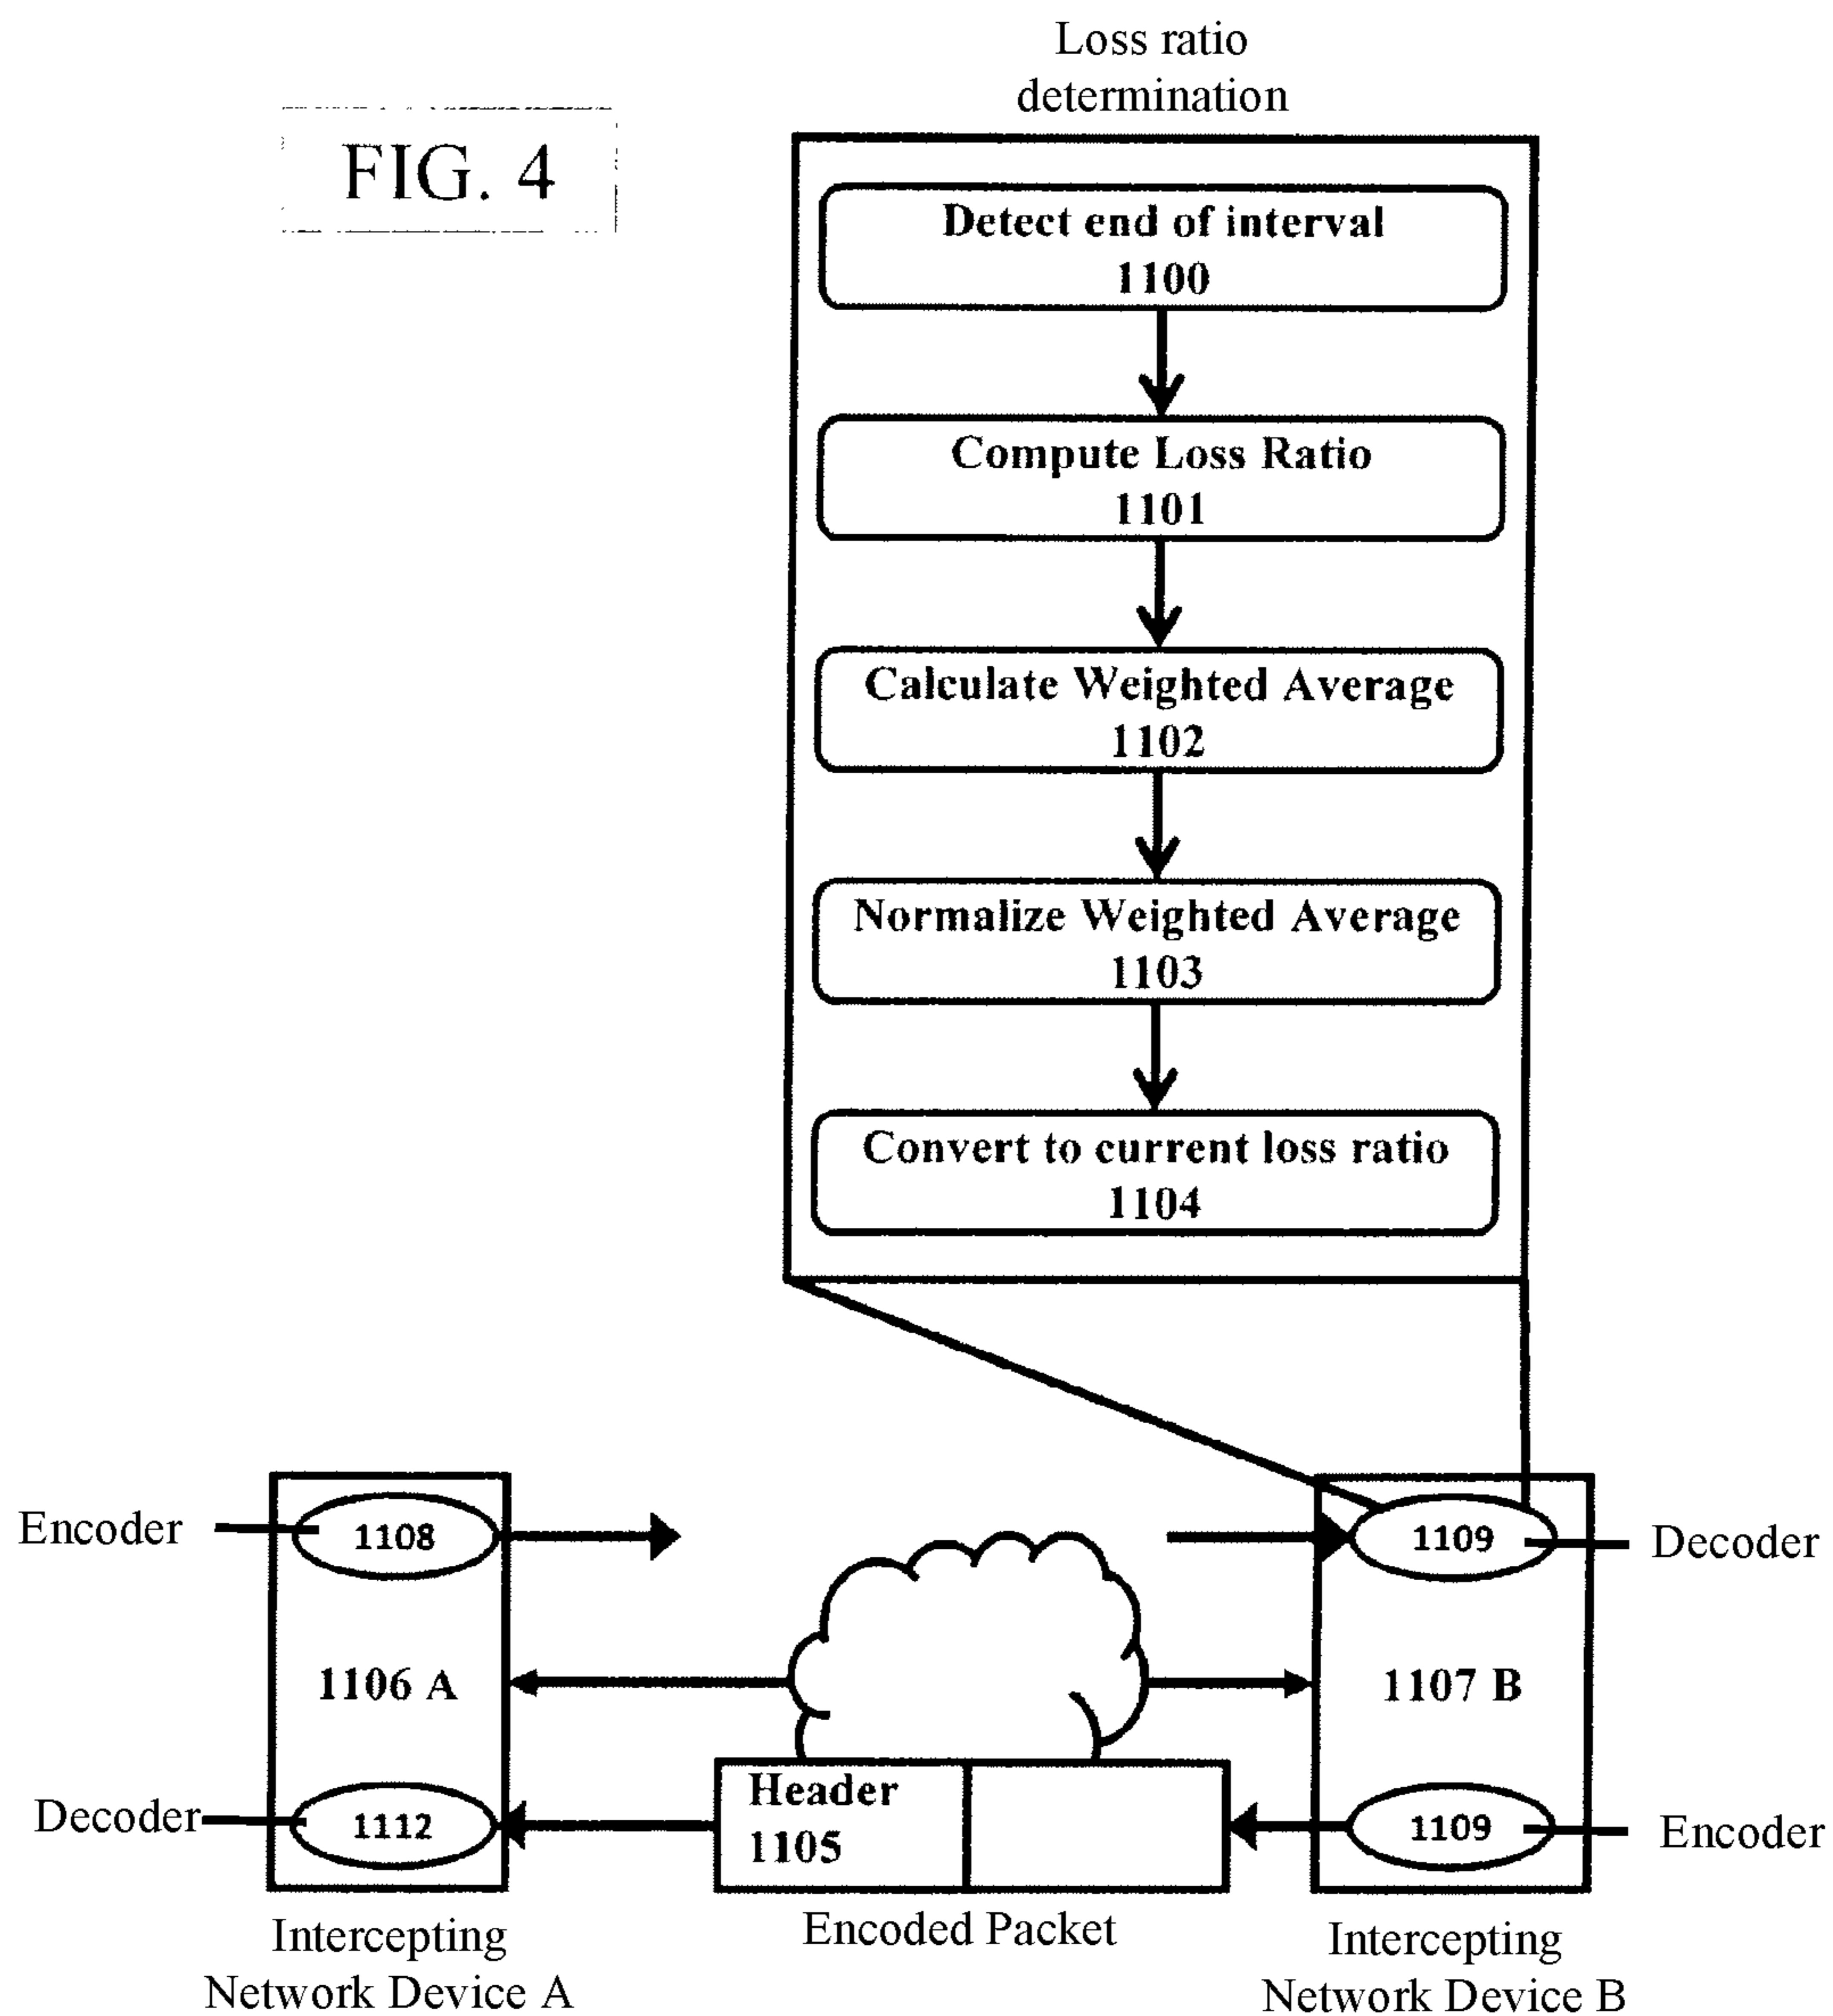 Loss ratio
determination
FIG. 4
Detect end of interval
1100
Compute Loss Ratio
1101
Calculate Weighted Average
1102
Normalize Weighted Average
1103
Convert to current loss ratio
1104
Encoder
1108
1109
Decoder
1106 A
1107 B
Decoder
1112
Header
1105
1109
Encoder
Intercepting
Network Device A
Encoded Packet
Intercepting
Network Device B